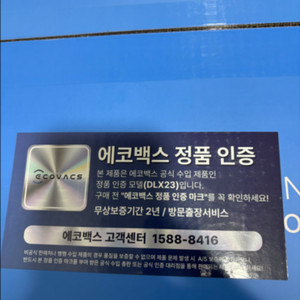 ECOVACS
에코백스 정품 인증
본 제품은 에코백스 공식 수입 제품인
정품 인증 모델(DLX23)입니다.
구매 전 "에코백스 정품 인증 마크"를 꼭 확인하세요!
무상보증기간 2년 / 방문출장서비스
에코백스 고객센터 1588-8416